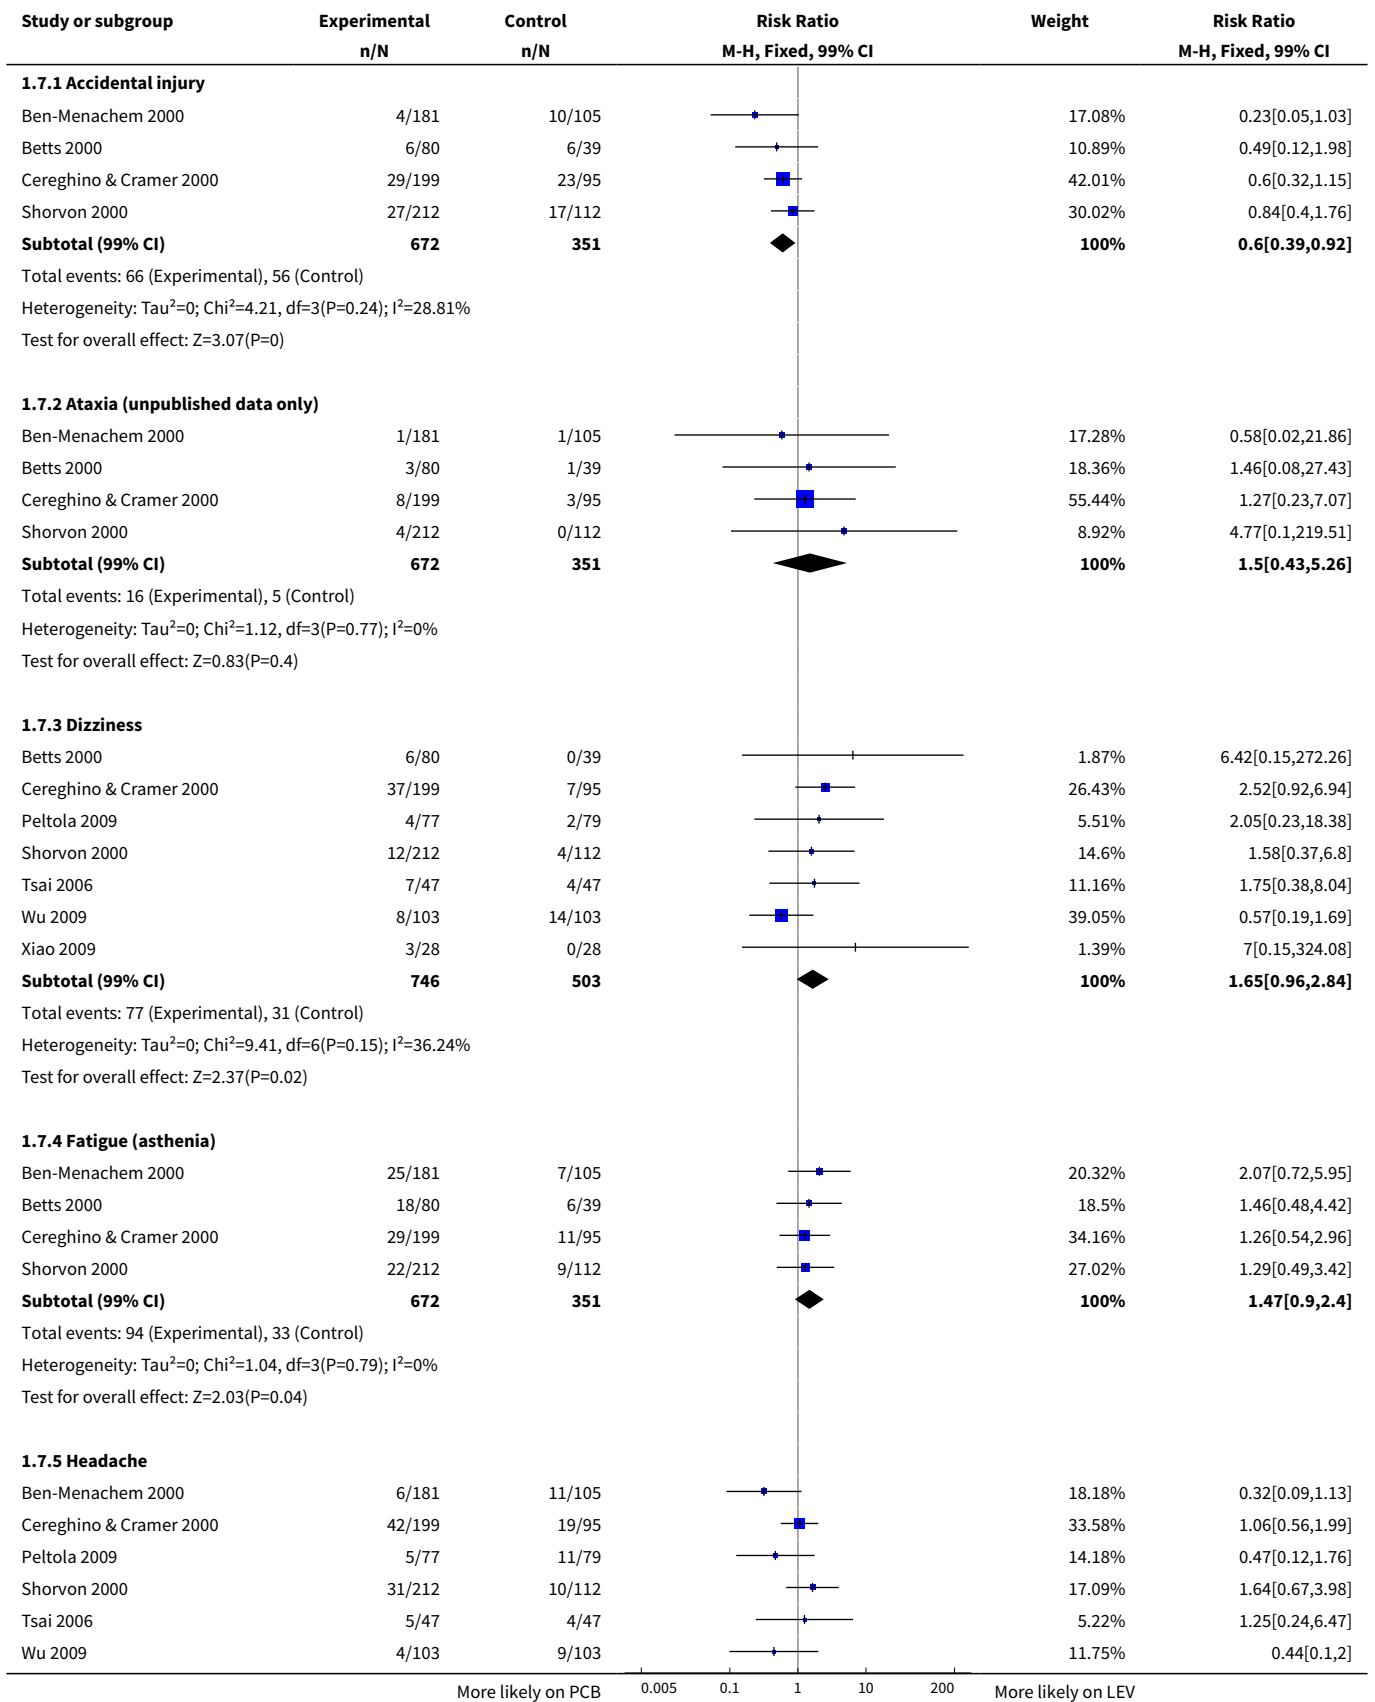 Study or subgroup Experimental Control Risk Ratio Weight Risk Ratio
n/N n/N M-H, Fixed, 99% CI M-H, Fixed, 99% CI
1.7.1 Accidental injury
Ben-Menachem 2000 4/181 10/105 17.08% 0.23[0.05,1.03]
Betts 2000 6/80 6/39 10.89% 0.49[0.12,1.98]
Cereghino & Cramer 2000 29/199 23/95 42.01% 0.6[0.32,1.15]
Shorvon 2000 27/212 17/112 30.02% 0.84[0.4,1.76]
Subtotal (99% CI) 672 351 100% 0.6[0.39,0.92]
Total events: 66 (Experimental), 56 (Control)
Heterogeneity: Tau²=0; Chi²=4.21, df=3(P=0.24); I²=28.81%
Test for overall effect: Z=3.07(P=0)
1.7.2 Ataxia (unpublished data only)
Ben-Menachem 2000 1/181 1/105 17.28% 0.58[0.02,21.86]
Betts 2000 3/80 1/39 18.36% 1.46[0.08,27.43]
Cereghino & Cramer 2000 8/199 3/95 55.44% 1.27[0.23,7.07]
Shorvon 2000 4/212 0/112 8.92% 4.77[0.1,219.51]
Subtotal (99% CI) 672 351 100% 1.5[0.43,5.26]
Total events: 16 (Experimental), 5 (Control)
Heterogeneity: Tau²=0; Chi²=1.12, df=3(P=0.77); I²=0%
Test for overall effect: Z=0.83(P=0.4)
1.7.3 Dizziness
Betts 2000 6/80 0/39 1.87% 6.42[0.15,272.26]
Cereghino & Cramer 2000 37/199 7/95 26.43% 2.52[0.92,6.94]
Peltola 2009 4/77 2/79 5.51% 2.05[0.23,18.38]
Shorvon 2000 12/212 4/112 14.6% 1.58[0.37,6.8]
Tsai 2006 7/47 4/47 11.16% 1.75[0.38,8.04]
Wu 2009 8/103 14/103 39.05% 0.57[0.19,1.69]
Xiao 2009 3/28 0/28 1.39% 7[0.15,324.08]
Subtotal (99% CI) 746 503 100% 1.65[0.96,2.84]
Total events: 77 (Experimental), 31 (Control)
Heterogeneity: Tau²=0; Chi²=9.41, df=6(P=0.15); I²=36.24%
Test for overall effect: Z=2.37(P=0.02)
1.7.4 Fatigue (asthenia)
Ben-Menachem 2000 25/181 7/105 20.32% 2.07[0.72,5.95]
Betts 2000 18/80 6/39 18.5% 1.46[0.48,4.42]
Cereghino & Cramer 2000 29/199 11/95 34.16% 1.26[0.54,2.96]
Shorvon 2000 22/212 9/112 27.02% 1.29[0.49,3.42]
Subtotal (99% CI) 672 351 100% 1.47[0.9,2.4]
Total events: 94 (Experimental), 33 (Control)
Heterogeneity: Tau²=0; Chi²=1.04, df=3(P=0.79); I²=0%
Test for overall effect: Z=2.03(P=0.04)
1.7.5 Headache
Ben-Menachem 2000 6/181 11/105 18.18% 0.32[0.09,1.13]
Cereghino & Cramer 2000 42/199 19/95 33.58% 1.06[0.56,1.99]
Peltola 2009 5/77 11/79 14.18% 0.47[0.12,1.76]
Shorvon 2000 31/212 10/112 17.09% 1.64[0.67,3.98]
Tsai 2006 5/47 4/47 5.22% 1.25[0.24,6.47]
Wu 2009 4/103 9/103 11.75% 0.44[0.1,2]
More likely on PCB 0.005 0.1 1 10 200 More likely on LEV